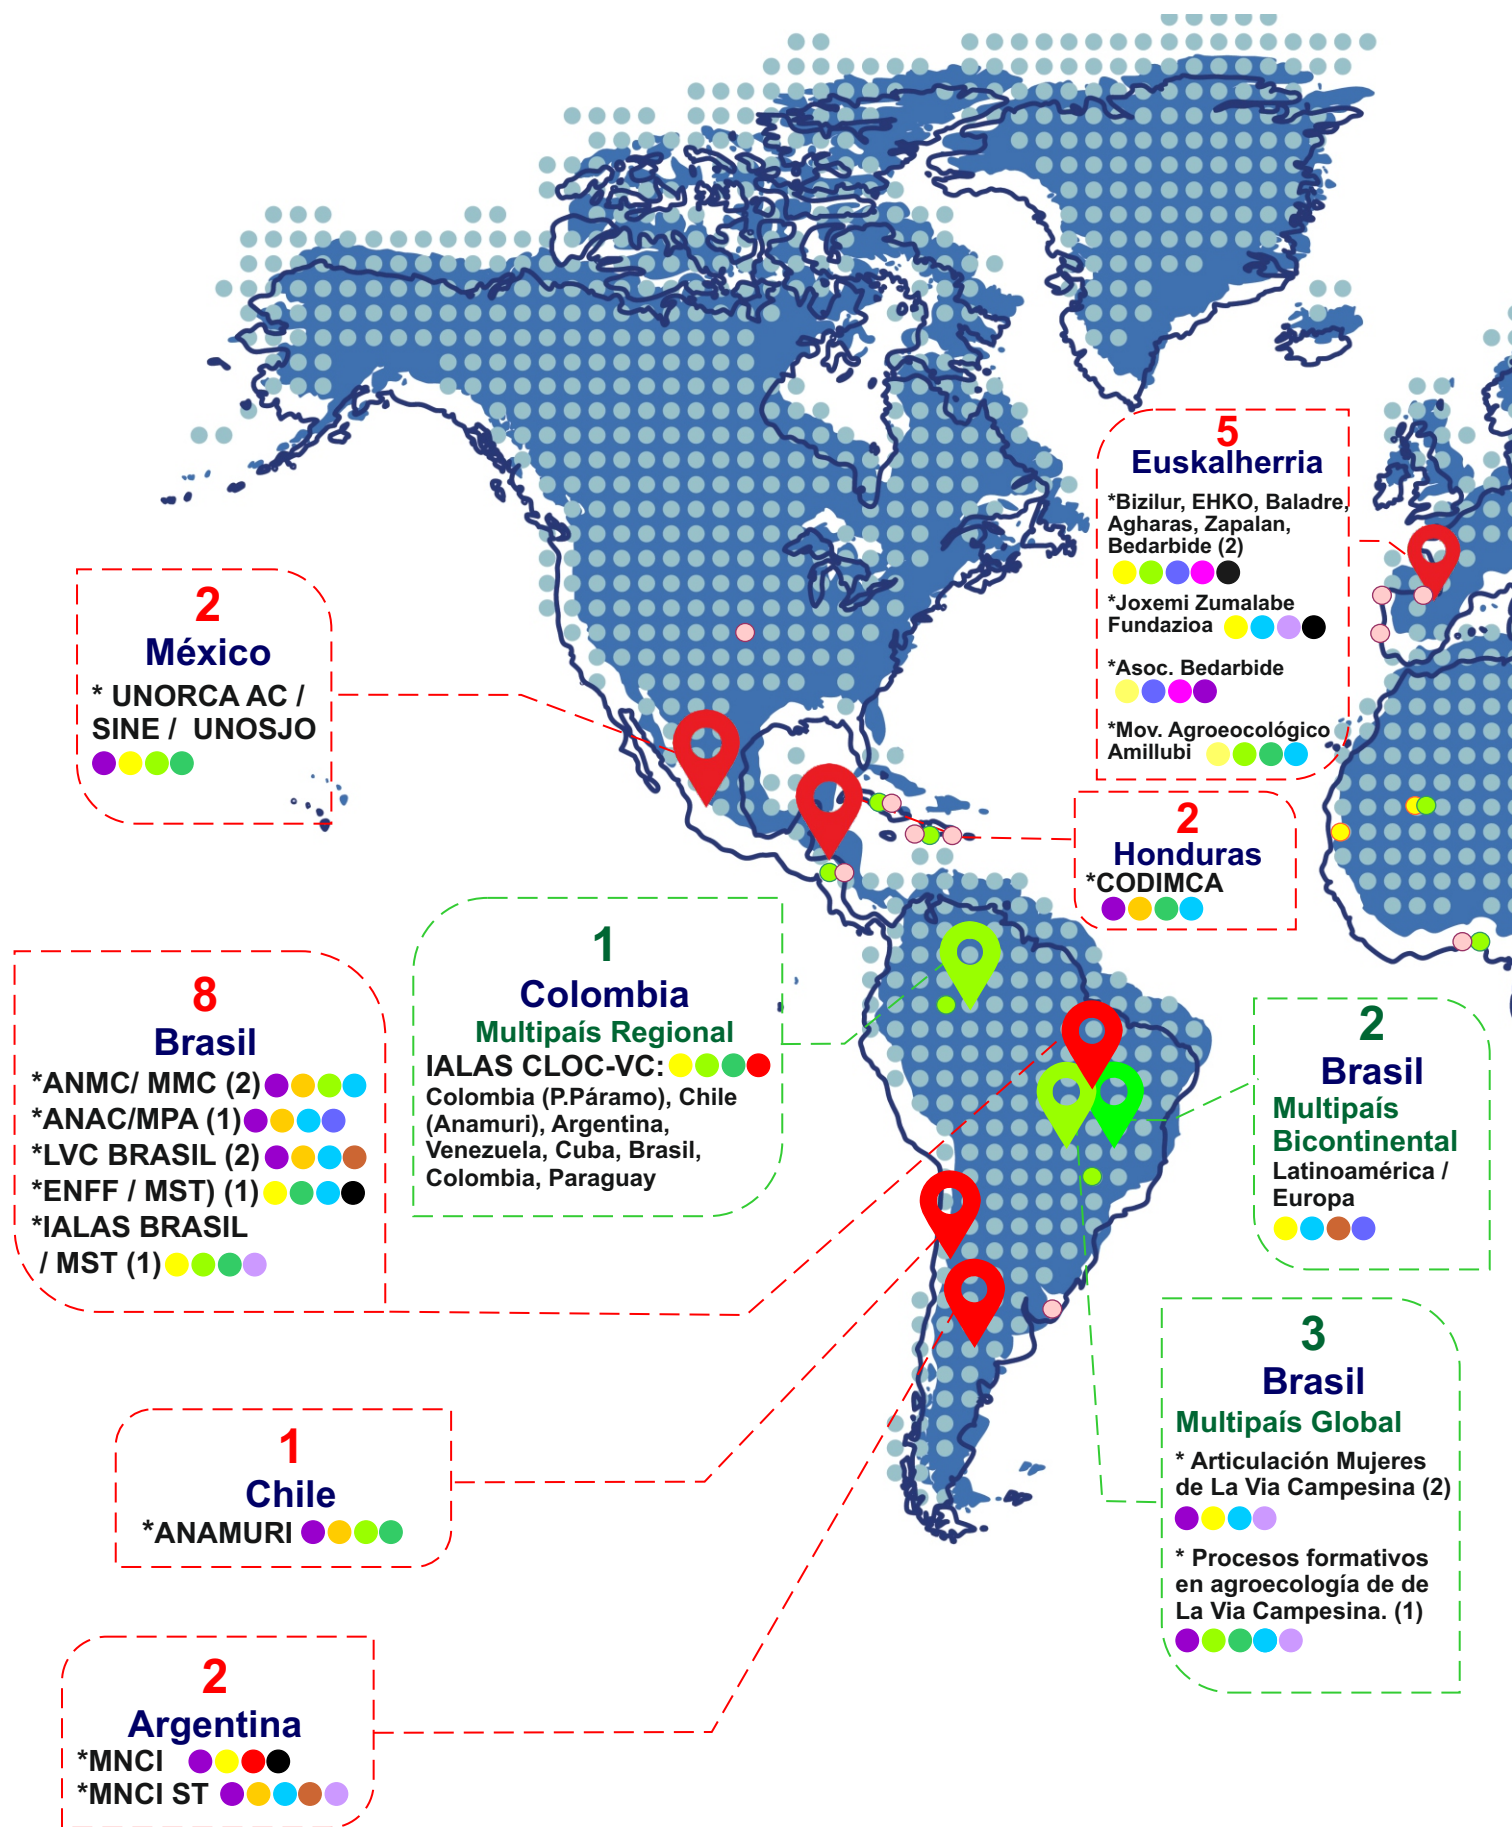 5
Euskalherria
*Bizilur, EHKO, Baladre,
Agharas, Zapalan,
Bedarbide (2)
*Joxemi Zumalabe
Fundazioa
*Asoc. Bedarbide
*Mov. Agroeocológico
Amillubi
2
México
* UNORCA AC /
SINE / UNOSJO
2
Honduras
*CODIMCA
1
Colombia
Multipaís Regional
IALAS CLOC-VC:
Colombia (P.Páramo), Chile
(Anamuri), Argentina,
Venezuela, Cuba, Brasil,
Colombia, Paraguay
8
Brasil
*ANMC/ MMC (2)
*ANAC/MPA (1)
*LVC BRASIL (2)
*ENFF / MST) (1)
*IALAS BRASIL
/ MST (1)
2
Brasil
Multipaís
Bicontinental
Latinoamérica /
Europa
3
Brasil
Multipaís Global
* Articulación Mujeres
de La Via Campesina (2)
* Procesos formativos
en agroecología de de
La Via Campesina. (1)
1
Chile
*ANAMURI
2
Argentina
*MNCI
*MNCI ST